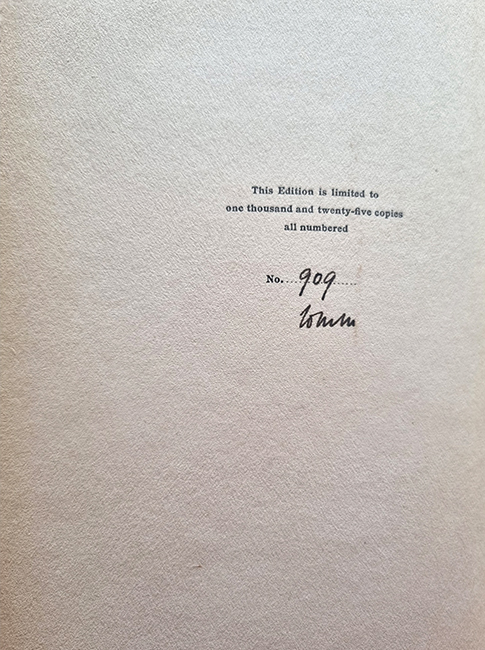 This Edition is limited to
one thousand and twenty-five copies
all numbered
No....909......